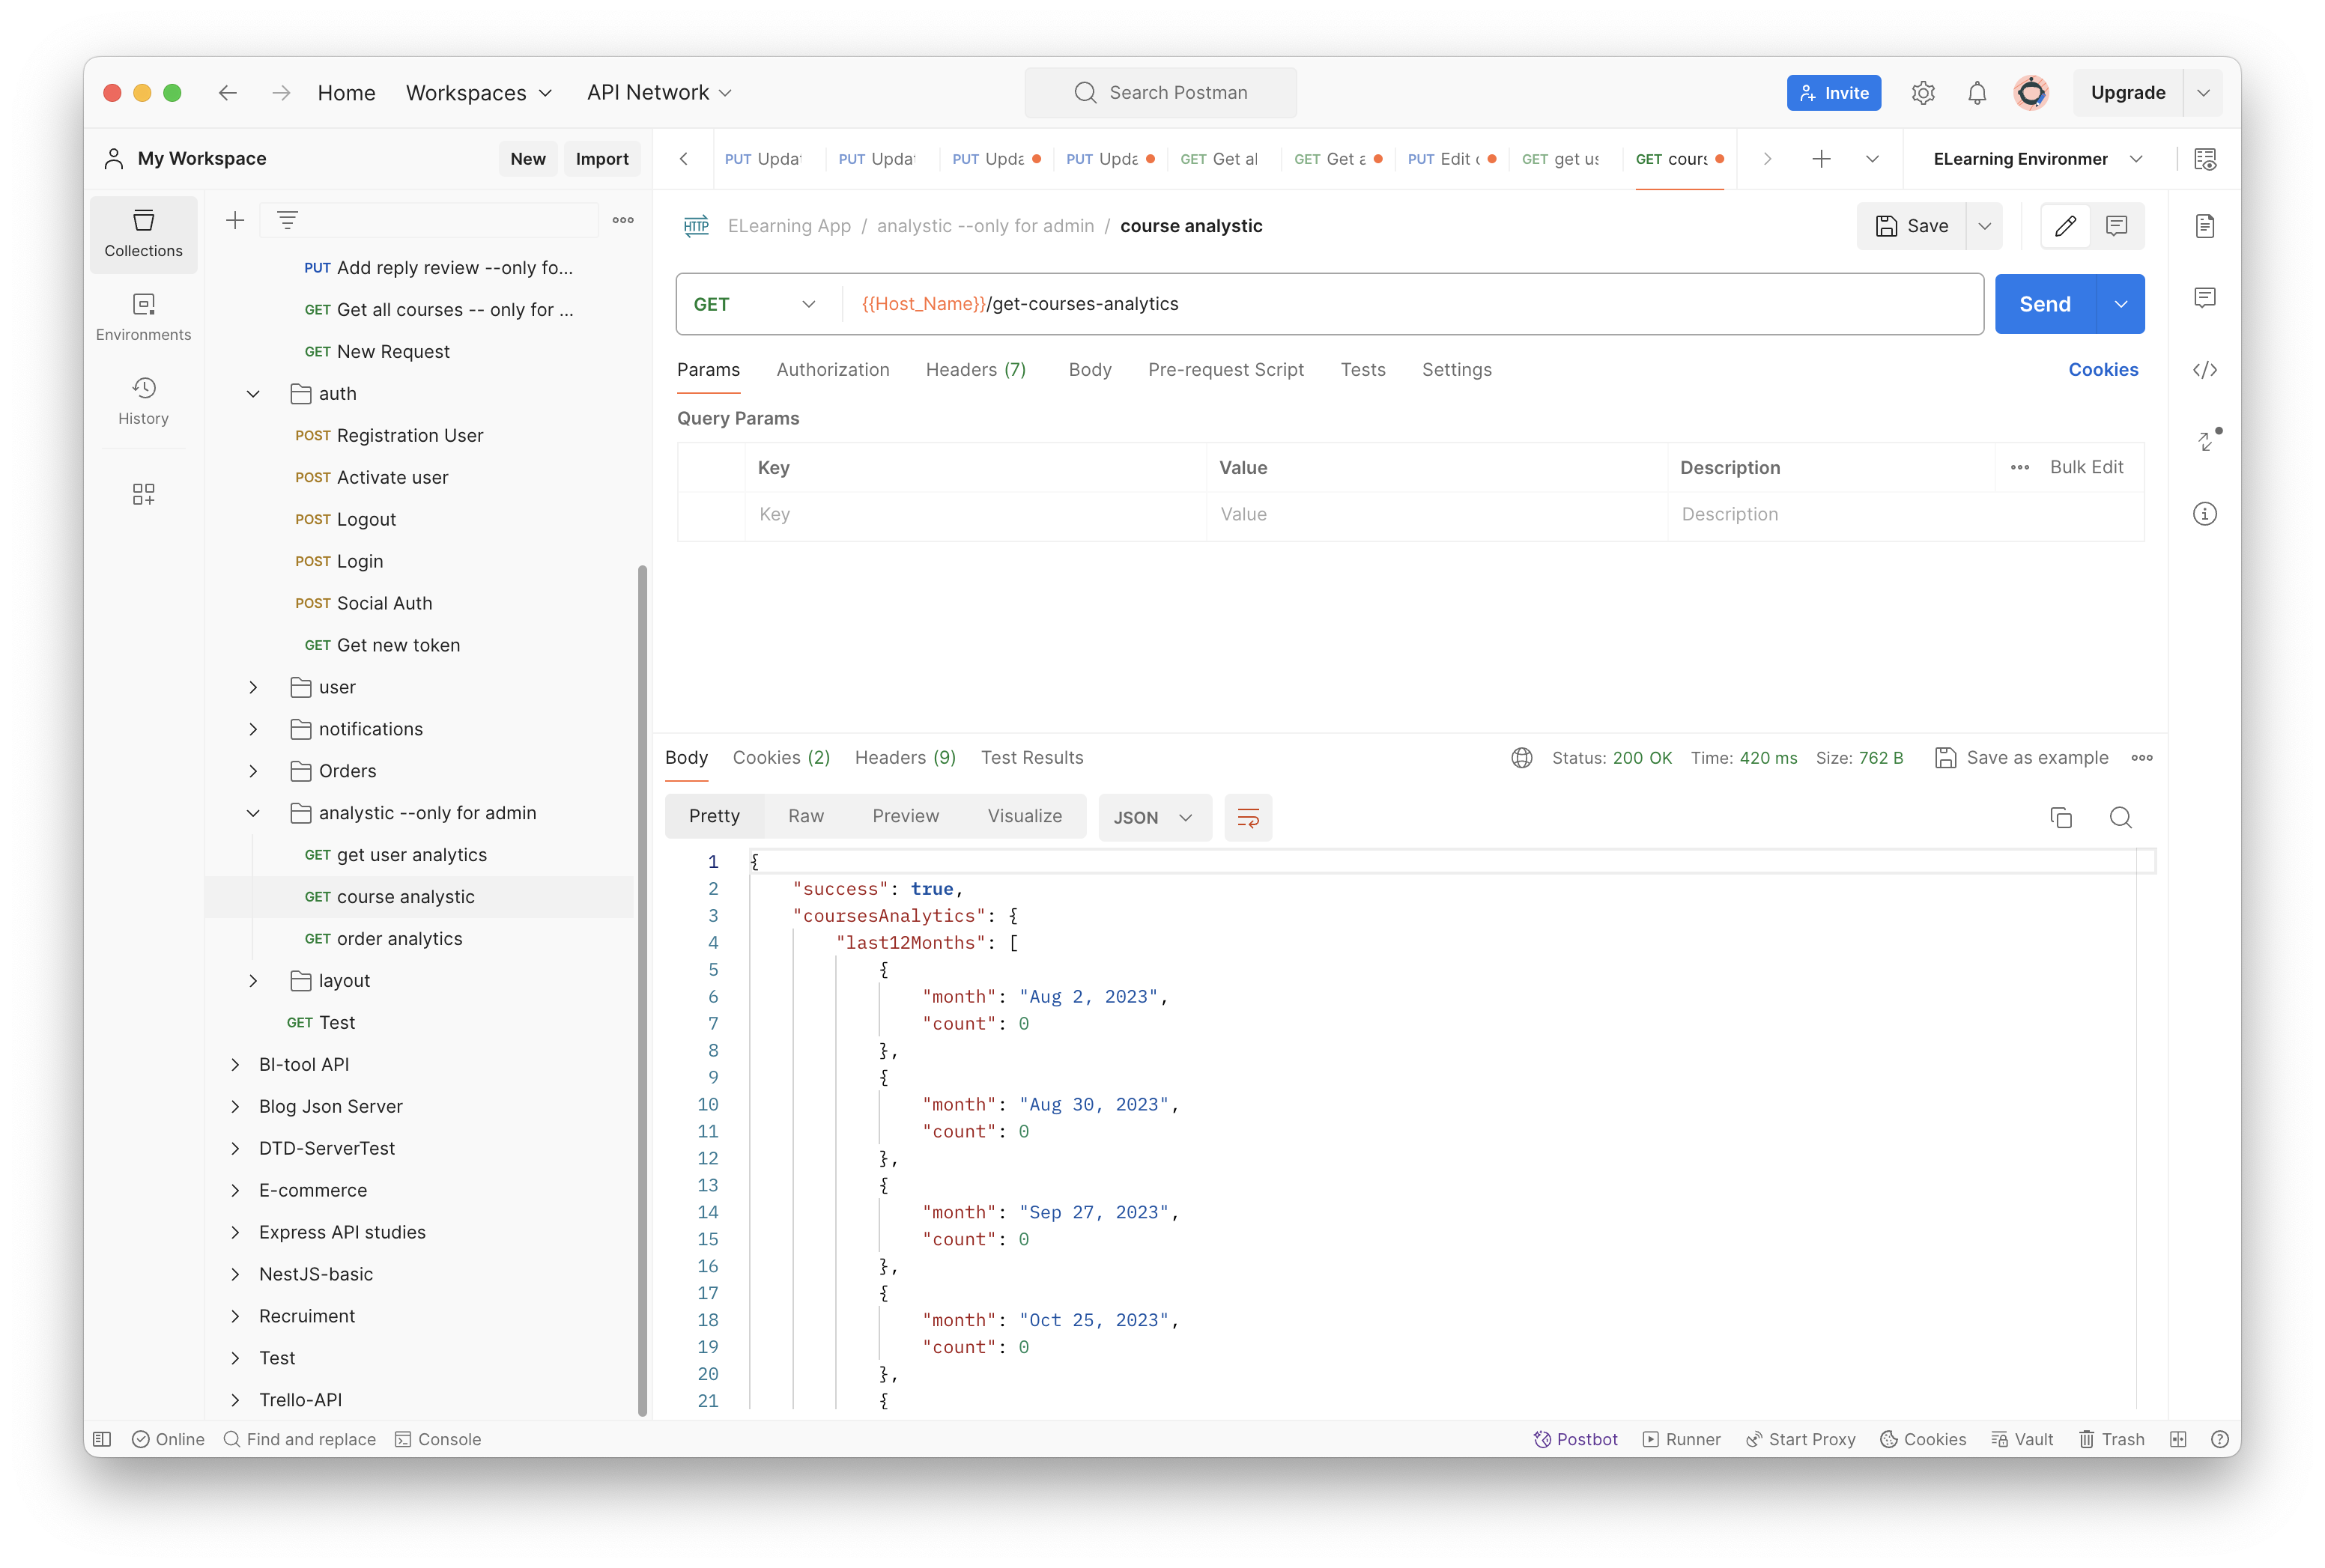 Home Workspaces API Network Search Postman Invite Upgrade
My Workspace New Import
PUT Updat PUT Updat PUT Upda PUT Upda GET Get al GET Get a PUT Edit c GET get us GET cours ELearning Environmer
Collections
Environments
History
PUT Add reply review --only fo...
GET Get all courses -- only for ...
GET New Request
auth
POST Registration User
POST Activate user
POST Logout
POST Login
POST Social Auth
GET Get new token
user
notifications
Orders
analystic --only for admin
GET get user analytics
GET course analystic
GET order analytics
layout
GET Test
BI-tool API
Blog Json Server
DTD-ServerTest
E-commerce
Express API studies
NestJS-basic
Recruiment
Test
Trello-API
HTTP ELearning App / analystic --only for admin / course analystic Save
GET {{Host_Name}}/get-courses-analytics Send
Params Authorization Headers (7) Body Pre-request Script Tests Settings Cookies
Query Params
Key Value Description Bulk Edit
Key Value Description
Body Cookies (2) Headers (9) Test Results Status: 200 OK Time: 420 ms Size: 762 B Save as example
Pretty Raw Preview Visualize JSON
1 {
2 "success": true,
3 "coursesAnalytics": {
4 "last12Months": [
5 {
6 "month": "Aug 2, 2023",
7 "count": 0
8 },
9 {
10 "month": "Aug 30, 2023",
11 "count": 0
12 },
13 {
14 "month": "Sep 27, 2023",
15 "count": 0
16 },
17 {
18 "month": "Oct 25, 2023",
19 "count": 0
20 },
21 {
Online Find and replace Console Postbot Runner Start Proxy Cookies Vault Trash